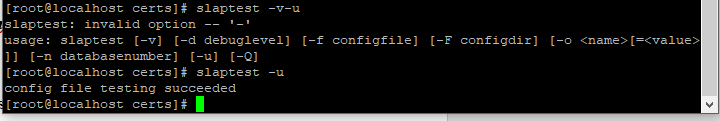 [root@localhost certs]# slaptest -v-u
slaptest: invalid option -- '-'
usage: slaptest [-v] [-d debuglevel] [-f configfile] [-F configdir] [-o <name>[=<value>
]] [-n databasenumber] [-u] [-Q]
[root@localhost certs]# slaptest -u
config file testing succeeded
[root@localhost certs]#